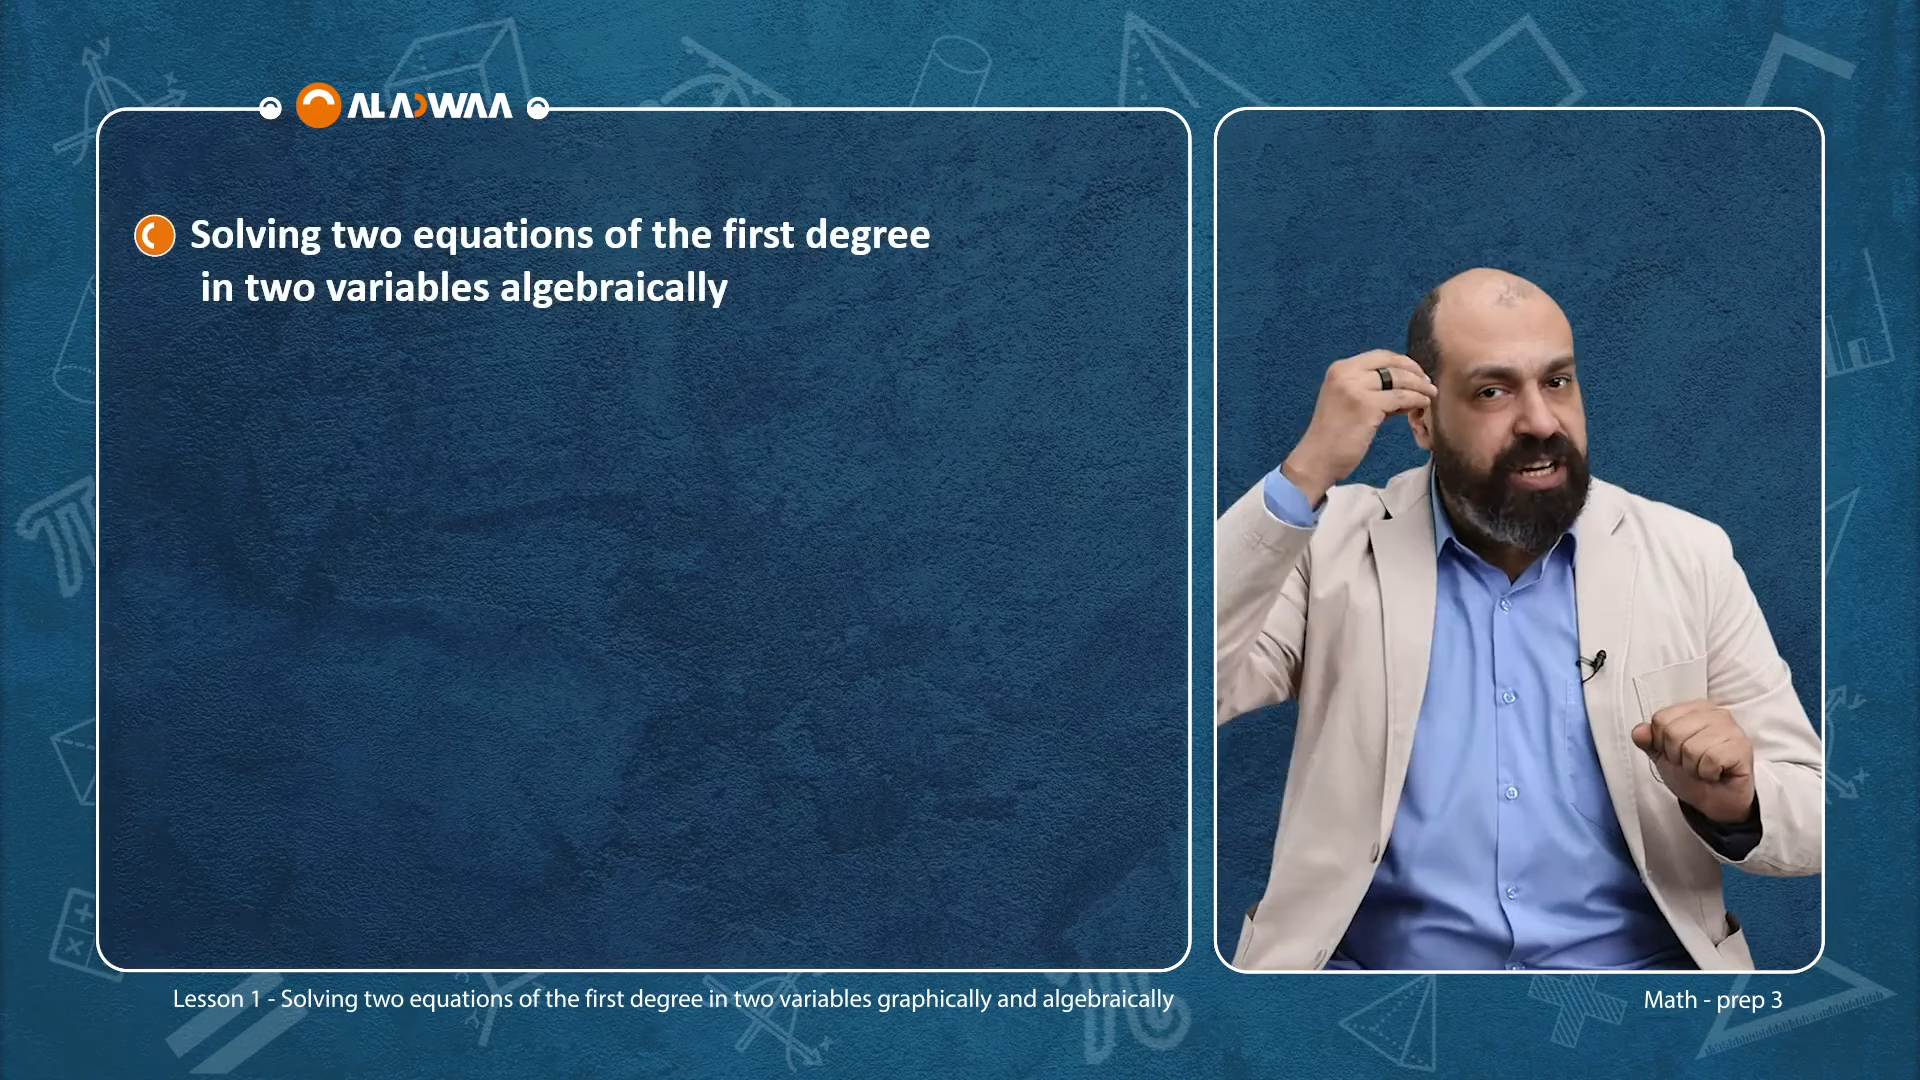 ALADWAA
Solving two equations of the first degree
in two variables algebraically
Lesson 1 - Solving two equations of the first degree in two variables graphically and algebraically
Math - prep 3